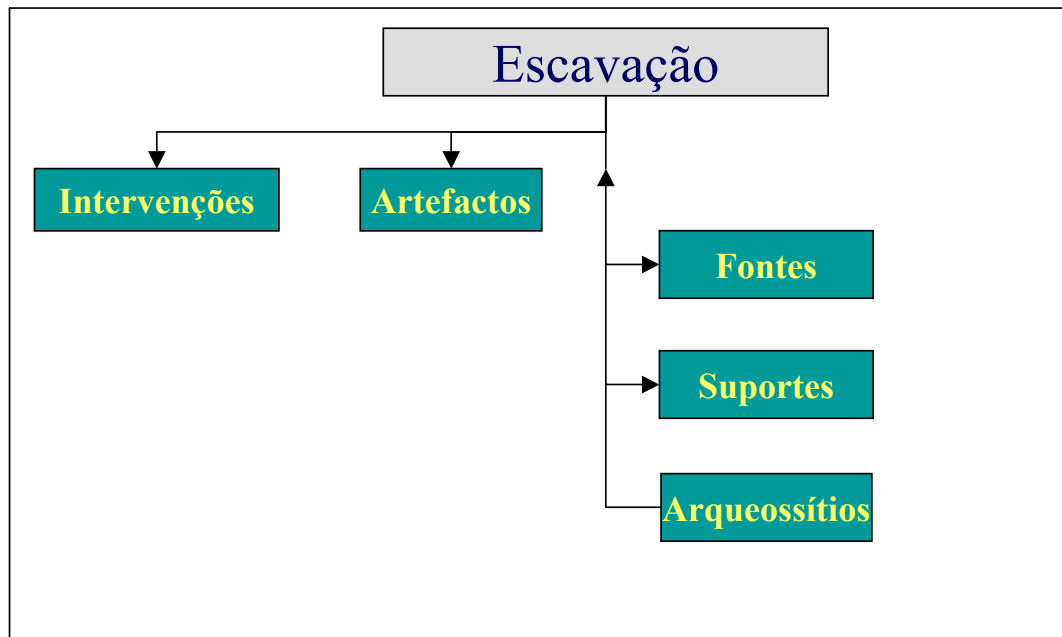 Escavação
Intervenções
Artefactos
Fontes
Suportes
Arqueossítios